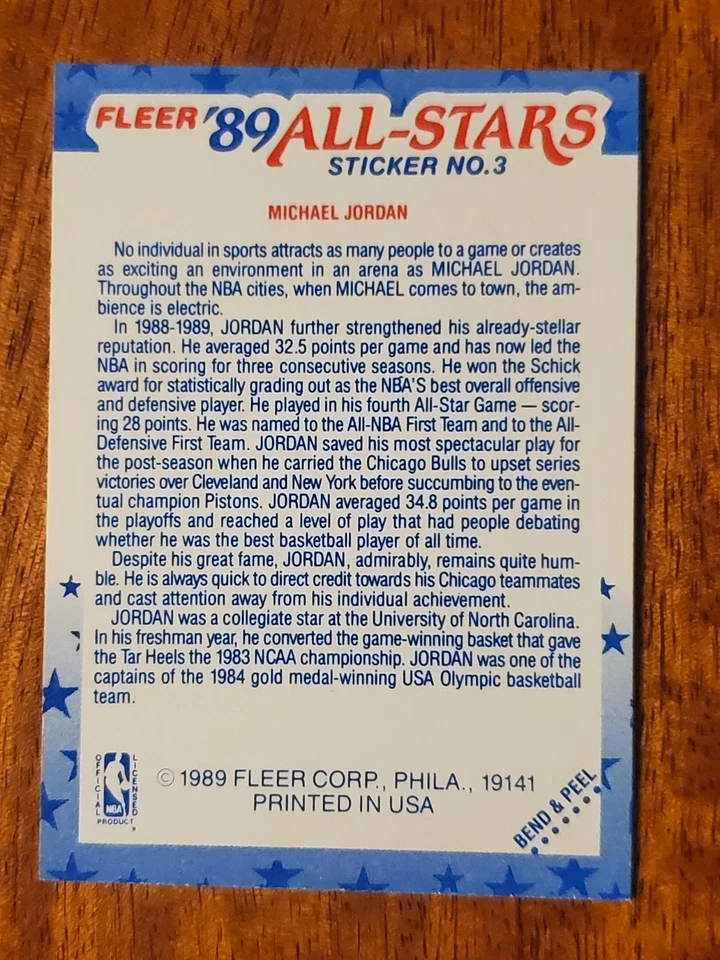 FLEER '89 ALL-STARS
STICKER NO.3
MICHAEL JORDAN
No individual in sports attracts as many people to a game or creates
as exciting an environment in an arena as MICHAEL JORDAN.
Throughout the NBA cities, when MICHAEL comes to town, the am-
bience is electric.
In 1988-1989, JORDAN further strengthened his already-stellar
reputation. He averaged 32.5 points per game and has now led the
NBA in scoring for three consecutive seasons. He won the Schick
award for statistically grading out as the NBA'S best overall offensive
and defensive player. He played in his fourth All-Star Game — scor-
ing 28 points. He was named to the All-NBA First Team and to the All-
Defensive First Team. JORDAN saved his most spectacular play for
the post-season when he carried the Chicago Bulls to upset series
victories over Cleveland and New York before succumbing to the even-
tual champion Pistons. JORDAN averaged 34.8 points per game in
the playoffs and reached a level of play that had people debating
whether he was the best basketball player of all time.
Despite his great fame, JORDAN, admirably, remains quite hum-
ble. He is always quick to direct credit towards his Chicago teammates
and cast attention away from his individual achievement.
JORDAN was a collegiate star at the University of North Carolina.
In his freshman year, he converted the game-winning basket that gave
the Tar Heels the 1983 NCAA championship. JORDAN was one of the
captains of the 1984 gold medal-winning USA Olympic basketball
team.
OFFICIAL LICENSED
NBA
PRODUCT
© 1989 FLEER CORP., PHILA., 19141
PRINTED IN USA
BEND & PEEL